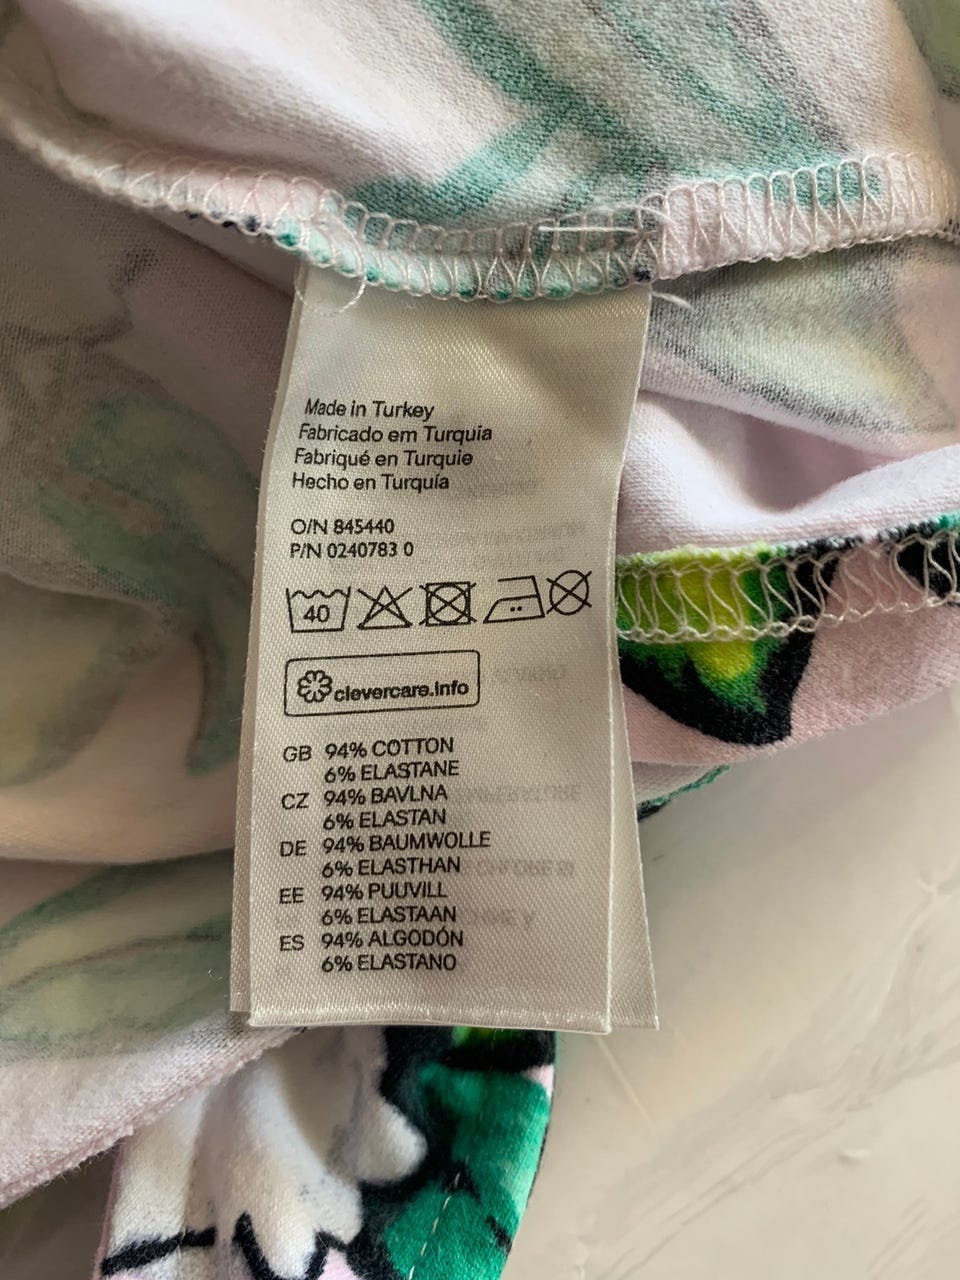 Made in Turkey
Fabricado em Turquia
Fabriqué en Turquie
Hecho en Turquía
O/N 845440
P/N 0240783 0
40
clevercare.info
GB 94% COTTON
6% ELASTANE
CZ 94% BAVLNA
6% ELASTAN
DE 94% BAUMWOLLE
6% ELASTHAN
EE 94% PUUVILL
6% ELASTAAN
ES 94% ALGODÓN
6% ELASTANO